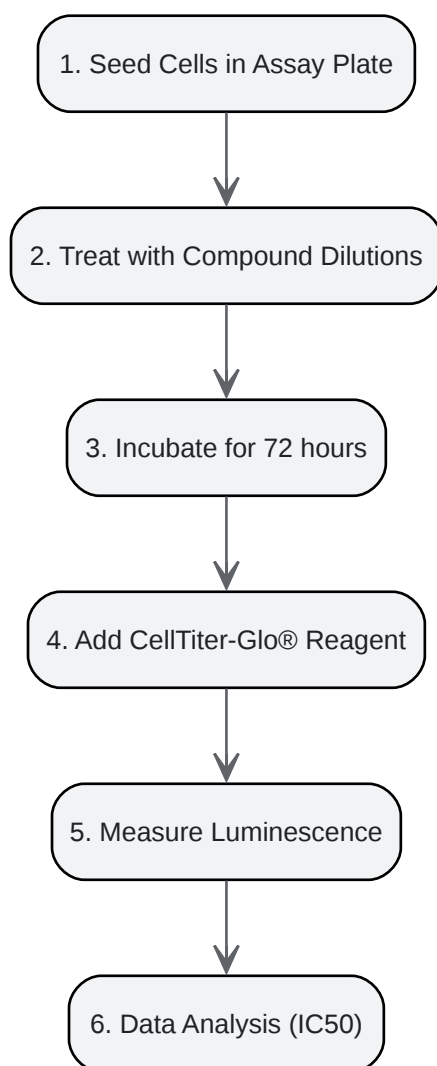 1. Seed Cells in Assay Plate
2. Treat with Compound Dilutions
3. Incubate for 72 hours
4. Add CellTiter-Glo® Reagent
5. Measure Luminescence
6. Data Analysis (IC50)